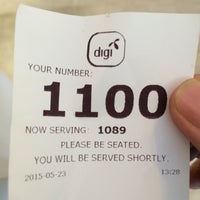 digi
YOUR NUMBER:
1100
NOW SERVING: 1089
PLEASE BE SEATED.
YOU WILL BE SERVED SHORTLY.
2015-05-23 13:28